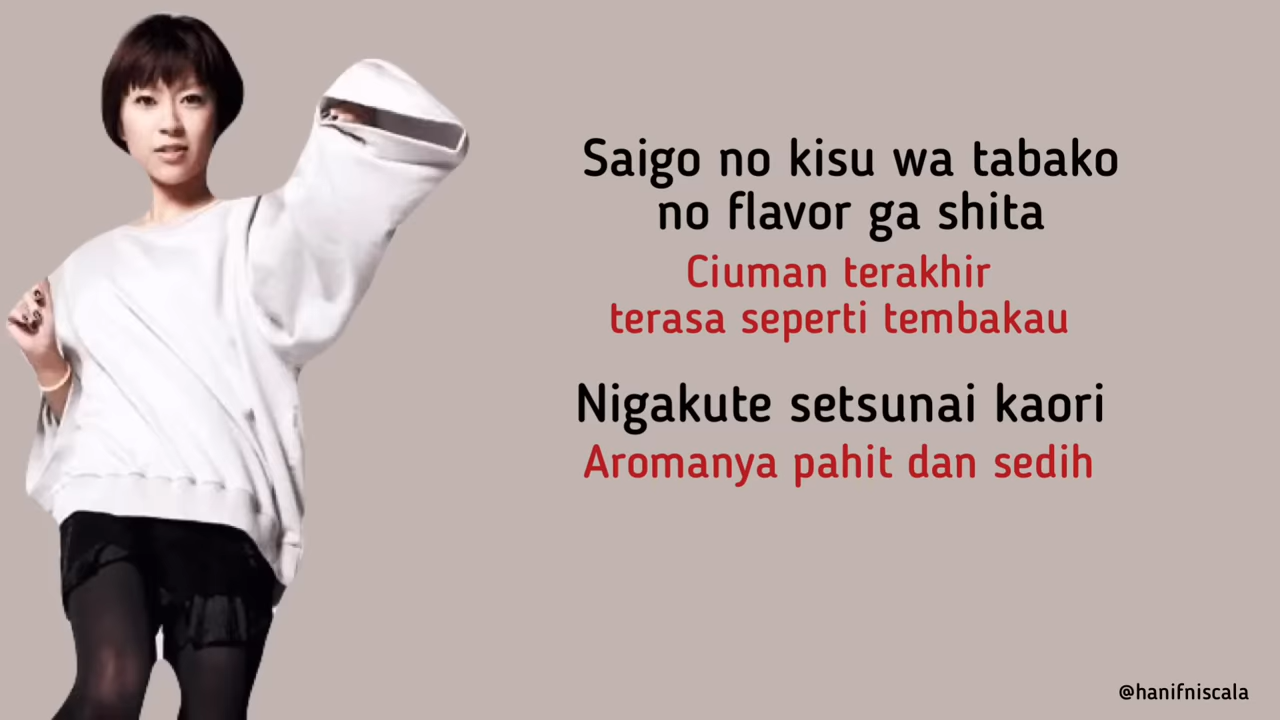 Saigo no kisu wa tabako
no flavor ga shita
Ciuman terakhir
terasa seperti tembakau
Nigakute setsunai kaori
Aromanya pahit dan sedih
@hanifniscala